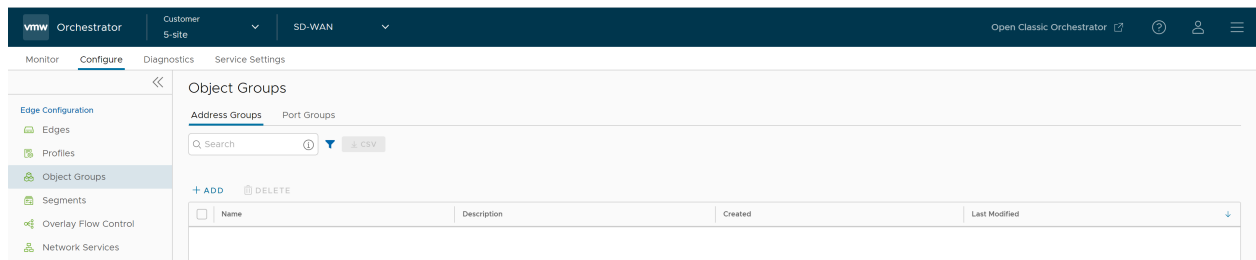 vmw Orchestrator
Customer
5-site
SD-WAN
Open Classic Orchestrator
Monitor Configure Diagnostics Service Settings
Object Groups
Edge Configuration
Edges
Profiles
Object Groups
Segments
Overlay Flow Control
Network Services
Address Groups Port Groups
Search
CSV
+ ADD DELETE
Name Description Created Last Modified